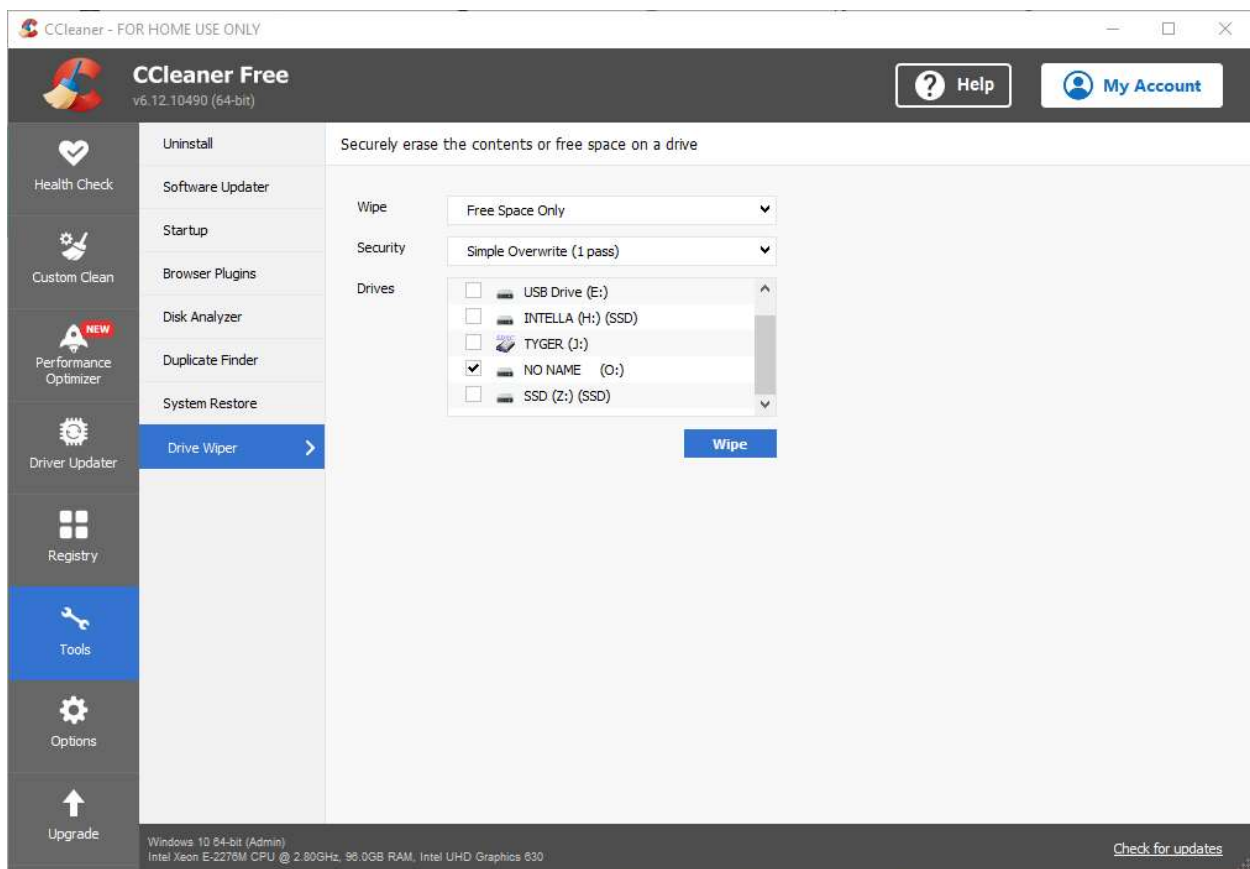 CCleaner - FOR HOME USE ONLY
CCleaner Free
v6.12.10490 (64-bit)
Help
My Account
Health Check
Custom Clean
NEW
Performance
Optimizer
Driver Updater
Registry
Tools
Options
Upgrade
Uninstall
Software Updater
Startup
Browser Plugins
Disk Analyzer
Duplicate Finder
System Restore
Drive Wiper
Securely erase the contents or free space on a drive
Wipe
Free Space Only
Security
Simple Overwrite (1 pass)
Drives
USB Drive (E:)
INTELLA (H:) (SSD)
TYGER (J:)
NO NAME (O:)
SSD (Z:) (SSD)
Wipe
Windows 10 64-bit (Admin)
Intel Xeon E-2276M CPU @ 2.80GHz, 96.0GB RAM, Intel UHD Graphics 630
Check for updates